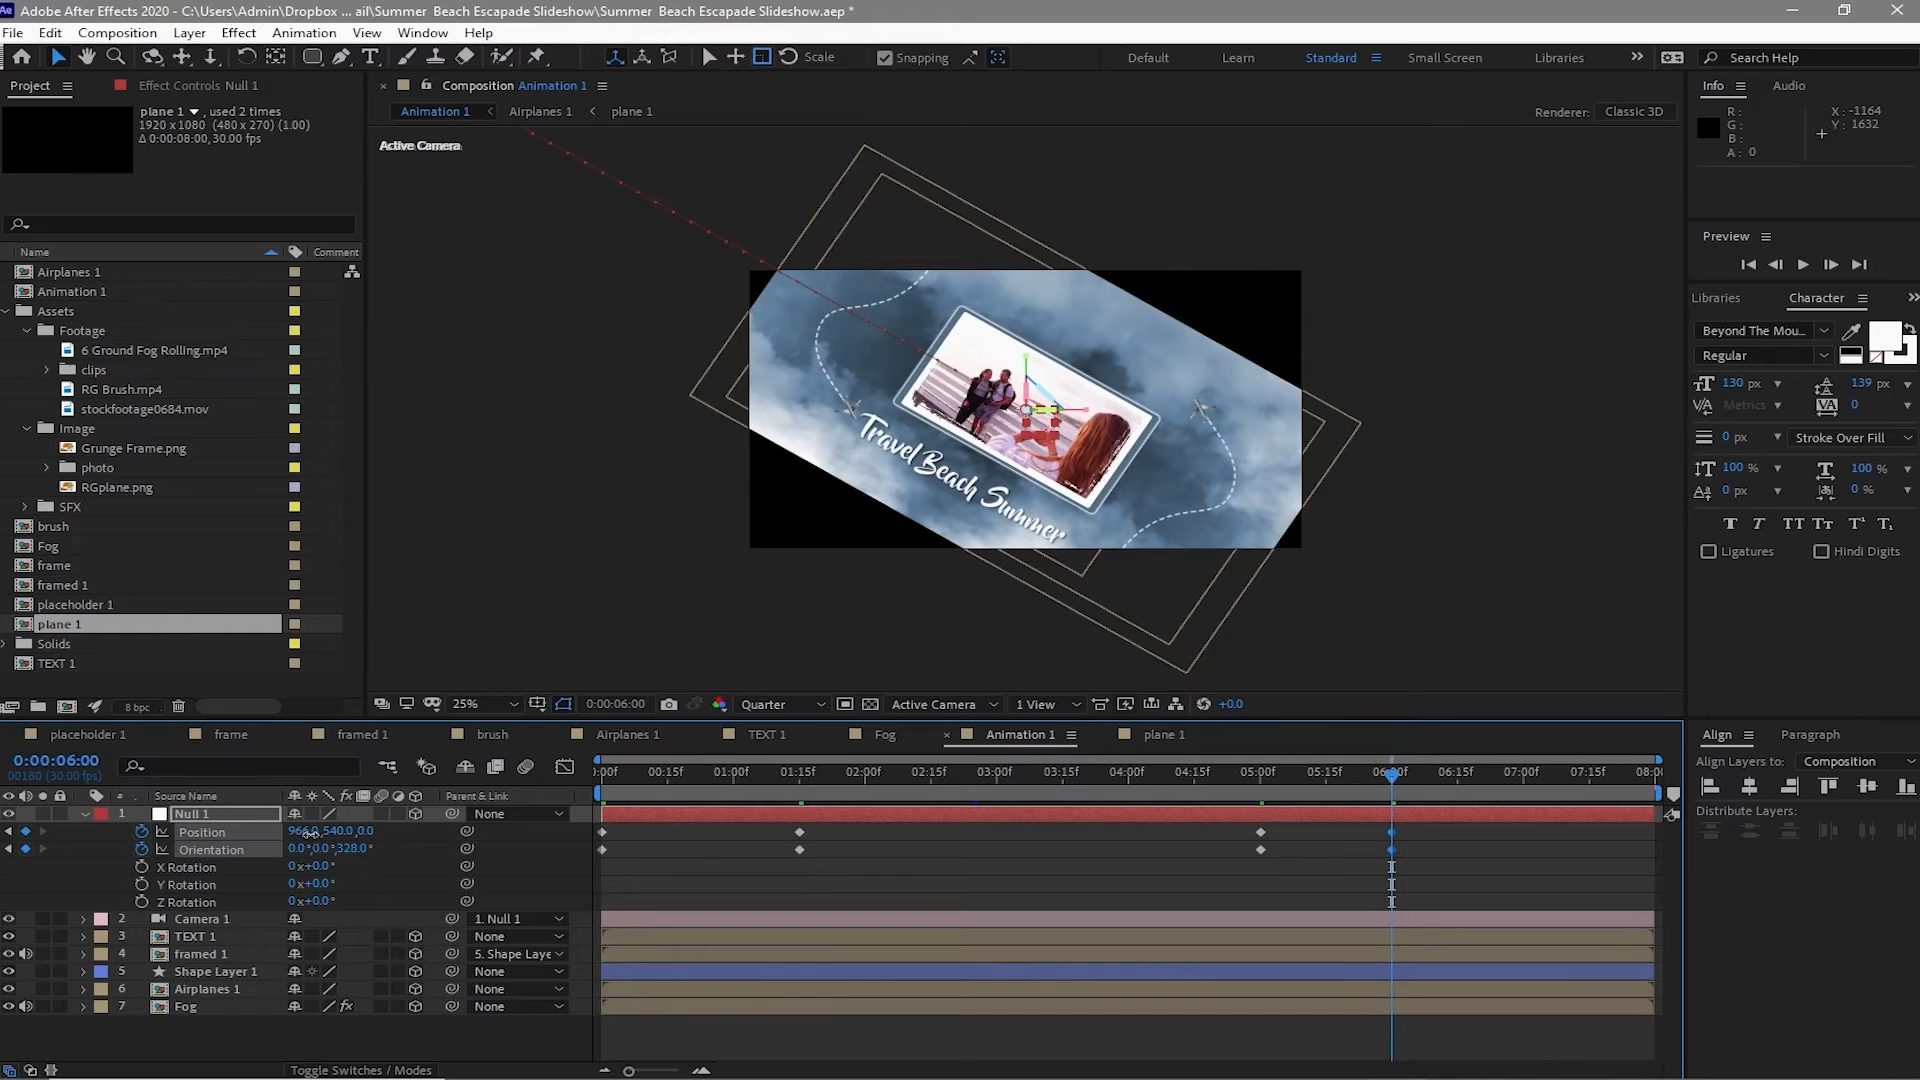 Adobe After Effects 2020 - C:\Users\Admin\Dropbox ... ail\Summer Beach Escapade Slideshow\Summer Beach Escapade Slideshow.aep *
File Edit Composition Layer Effect Animation View Window Help
Scale Snapping Default Learn Standard Small Screen Libraries Search Help
Project Effect Controls Null 1 Composition Animation 1 Info Audio
plane 1 , used 2 times
1920 x 1080 (480 x 270) (1.00)
Δ 0:00:08:00, 30.00 fps
Animation 1 Airplanes 1 plane 1 Renderer: Classic 3D
Active Camera
R: X: -1164
G: Y: 1632
B:
A: 0
Preview
Name Comment
Airplanes 1
Animation 1
Assets
Footage
6 Ground Fog Rolling.mp4
clips
RG Brush.mp4
stockfootage0684.mov
Image
Grunge Frame.png
photo
RGplane.png
SFX
brush
Fog
frame
framed 1
placeholder 1
plane 1
Solids
TEXT 1
8 bpc
Travel Beach Summer
Libraries Character
Beyond The Mou...
Regular
130 px 139 px
Metrics 0
0 px Stroke Over Fill
100 % 100 %
0 px 0 %
Ligatures Hindi Digits
25% 0:00:06:00 Quarter Active Camera 1 View +0.0
placeholder 1 frame framed 1 brush Airplanes 1 TEXT 1 Fog Animation 1 plane 1
Align Paragraph
0:00:06:00
00180 (30.00 fps)
:00f 00:15f 01:00f 01:15f 02:00f 02:15f 03:00f 03:15f 04:00f 04:15f 05:00f 05:15f 06:00f 06:15f 07:00f 07:15f 08:00
Align Layers to: Composition
Distribute Layers:
# Source Name Parent & Link
1 Null 1 None
Position 966.0,540.0,0.0
Orientation 0.0°,0.0°,328.0°
X Rotation 0x+0.0°
Y Rotation 0x+0.0°
Z Rotation 0x+0.0°
2 Camera 1 1. Null 1
3 TEXT 1 None
4 framed 1 5. Shape Laye
5 Shape Layer 1 None
6 Airplanes 1 None
7 Fog None
Toggle Switches / Modes